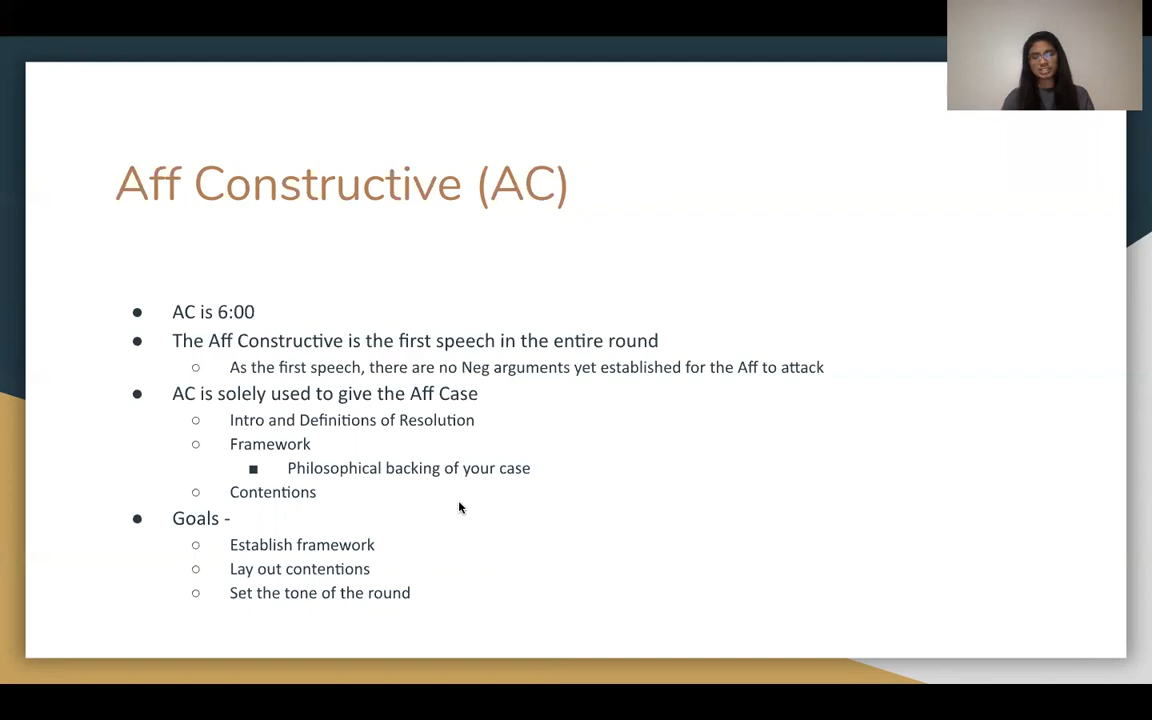 Aff Constructive (AC)
● AC is 6:00
● The Aff Constructive is the first speech in the entire round
○ As the first speech, there are no Neg arguments yet established for the Aff to attack
● AC is solely used to give the Aff Case
○ Intro and Definitions of Resolution
○ Framework
■ Philosophical backing of your case
○ Contentions
● Goals -
○ Establish framework
○ Lay out contentions
○ Set the tone of the round